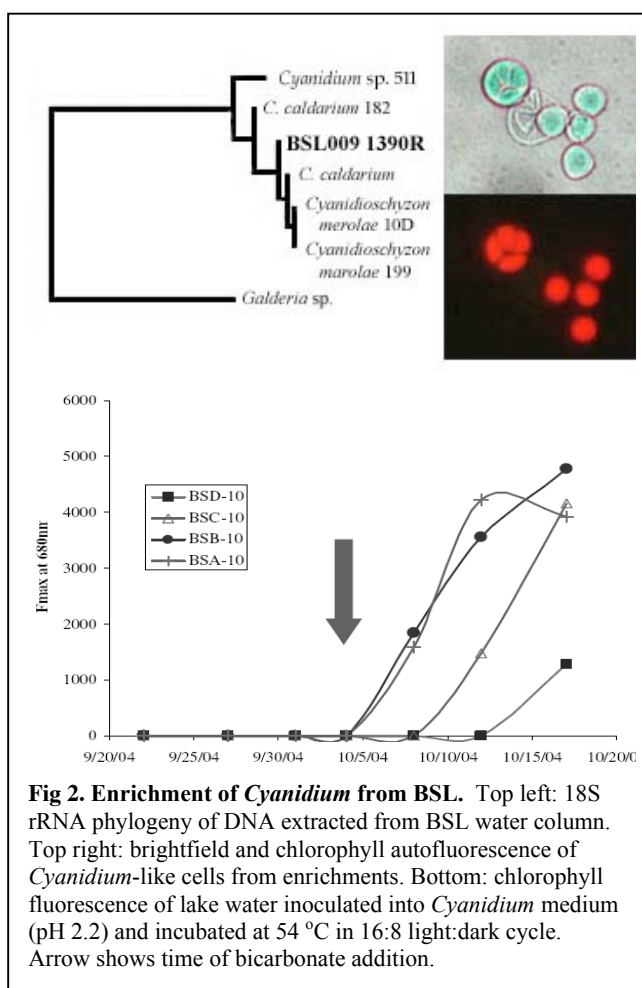 Cyanidium sp. 511
C. caldarium 182
BSL009 1390R
C. caldarium
Cyanidioschyzon
merolae 10D
Cyanidioschyzon
marolae 199
Galderia sp.
6000
5000
4000
3000
2000
1000
0
Fmax at 680nm
BSD-10
BSC-10
BSB-10
BSA-10
9/20/04 9/25/04 9/30/04 10/5/04 10/10/04 10/15/04 10/20/0
Fig 2. Enrichment of Cyanidium from BSL. Top left: 18S
rRNA phylogeny of DNA extracted from BSL water column.
Top right: brightfield and chlorophyll autofluorescence of
Cyanidium-like cells from enrichments. Bottom: chlorophyll
fluorescence of lake water inoculated into Cyanidium medium
(pH 2.2) and incubated at 54 °C in 16:8 light:dark cycle.
Arrow shows time of bicarbonate addition.